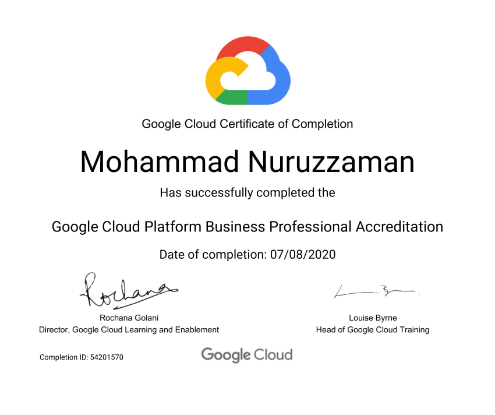 Google Cloud Certificate of Completion
Mohammad Nuruzzaman
Has successfully completed the
Google Cloud Platform Business Professional Accreditation
Date of completion: 07/08/2020
Rochana
Rochana Golani
Director, Google Cloud Learning and Enablement
Louise Byrne
Head of Google Cloud Training
Completion ID: 54201570
Google Cloud